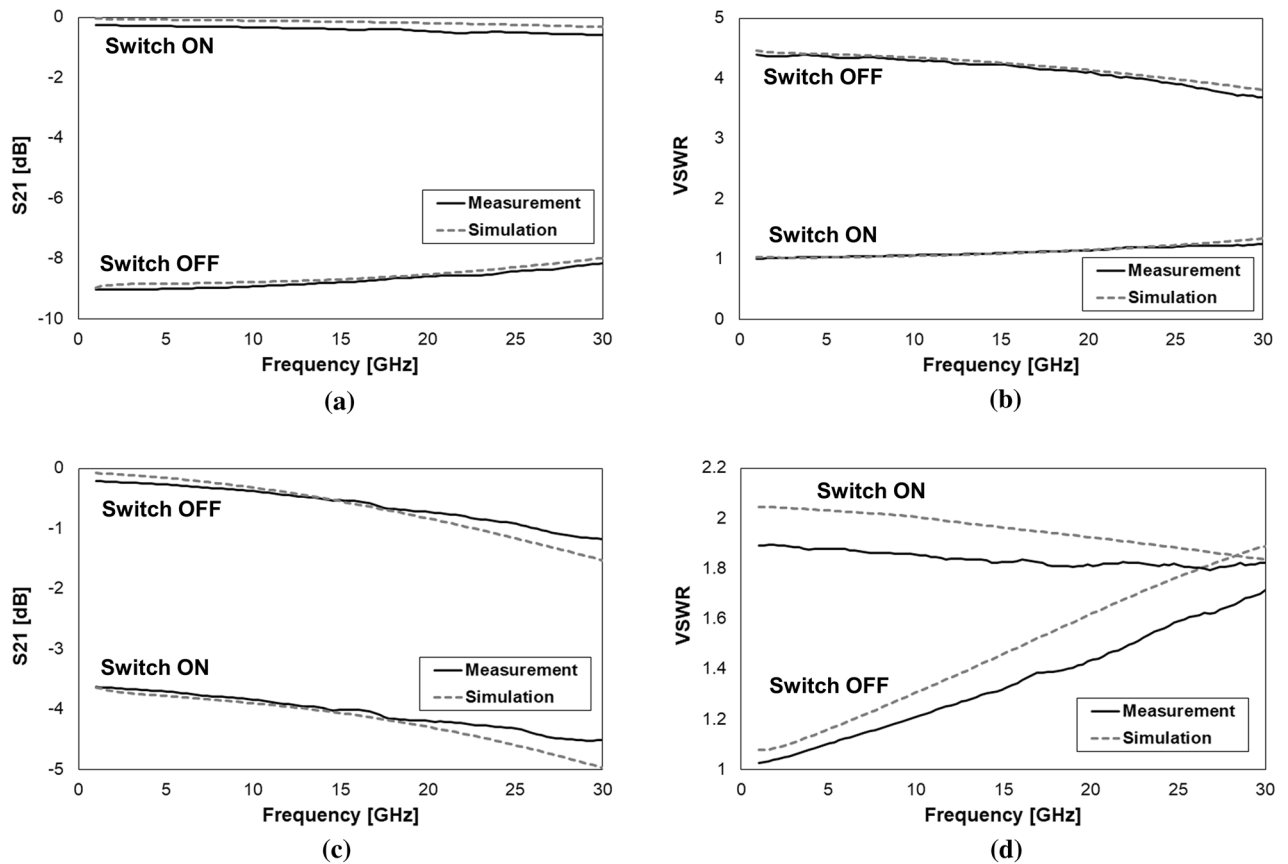 0
-2
-4
-6
-8
-10
S21 [dB]
Switch ON
Switch OFF
Measurement
Simulation
0 5 10 15 20 25 30
Frequency [GHz]
(a)
5
4
3
2
1
0
VSWR
Switch OFF
Switch ON
Measurement
Simulation
0 5 10 15 20 25 30
Frequency [GHz]
(b)
0
-1
-2
-3
-4
-5
S21 [dB]
Switch OFF
Switch ON
Measurement
Simulation
0 5 10 15 20 25 30
Frequency [GHz]
(c)
2.2
2
1.8
1.6
1.4
1.2
1
VSWR
Switch ON
Switch OFF
Measurement
Simulation
0 5 10 15 20 25 30
Frequency [GHz]
(d)